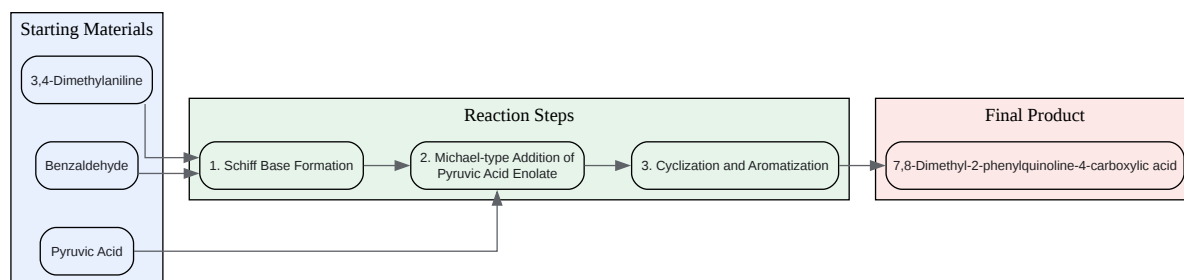 Starting Materials
3,4-Dimethylaniline
Benzaldehyde
Pyruvic Acid
Reaction Steps
1. Schiff Base Formation
2. Michael-type Addition of
Pyruvic Acid Enolate
3. Cyclization and Aromatization
Final Product
7,8-Dimethyl-2-phenylquinoline-4-carboxylic acid